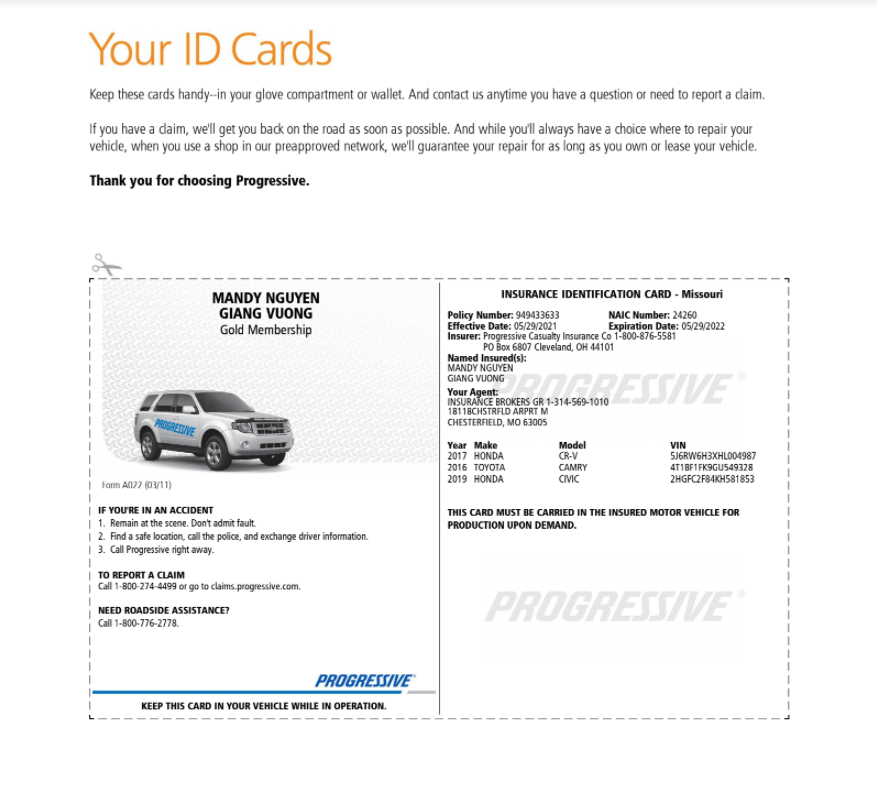 Your ID Cards
Keep these cards handy--in your glove compartment or wallet. And contact us anytime you have a question or need to report a claim.
If you have a claim, we'll get you back on the road as soon as possible. And while you'll always have a choice where to repair your
vehicle, when you use a shop in our preapproved network, we'll guarantee your repair for as long as you own or lease your vehicle.
Thank you for choosing Progressive.
MANDY NGUYEN
GIANG VUONG
Gold Membership
PROGRESSIVE
Form A022 (03/11)
IF YOU'RE IN AN ACCIDENT
1. Remain at the scene. Don't admit fault.
2. Find a safe location, call the police, and exchange driver information.
3. Call Progressive right away.
TO REPORT A CLAIM
Call 1-800-274-4499 or go to claims.progressive.com.
NEED ROADSIDE ASSISTANCE?
Call 1-800-776-2778.
PROGRESSIVE
KEEP THIS CARD IN YOUR VEHICLE WHILE IN OPERATION.
INSURANCE IDENTIFICATION CARD - Missouri
Policy Number: 949433633 NAIC Number: 24260
Effective Date: 05/29/2021 Expiration Date: 05/29/2022
Insurer: Progressive Casualty Insurance Co 1-800-876-5581
PO Box 6807 Cleveland, OH 44101
Named Insured(s):
MANDY NGUYEN
GIANG VUONG
PROGRESSIVE®
Your Agent:
INSURANCE BROKERS GR 1-314-569-1010
18118CHSTRFLD ARPRT M
CHESTERFIELD, MO 63005
Year Make Model VIN
2017 HONDA CR-V 5J6RW6H3XHL004987
2016 TOYOTA CAMRY 4T1BF1FK9GU549328
2019 HONDA CIVIC 2HGFC2F84KH581853
THIS CARD MUST BE CARRIED IN THE INSURED MOTOR VEHICLE FOR
PRODUCTION UPON DEMAND.
PROGRESSIVE®